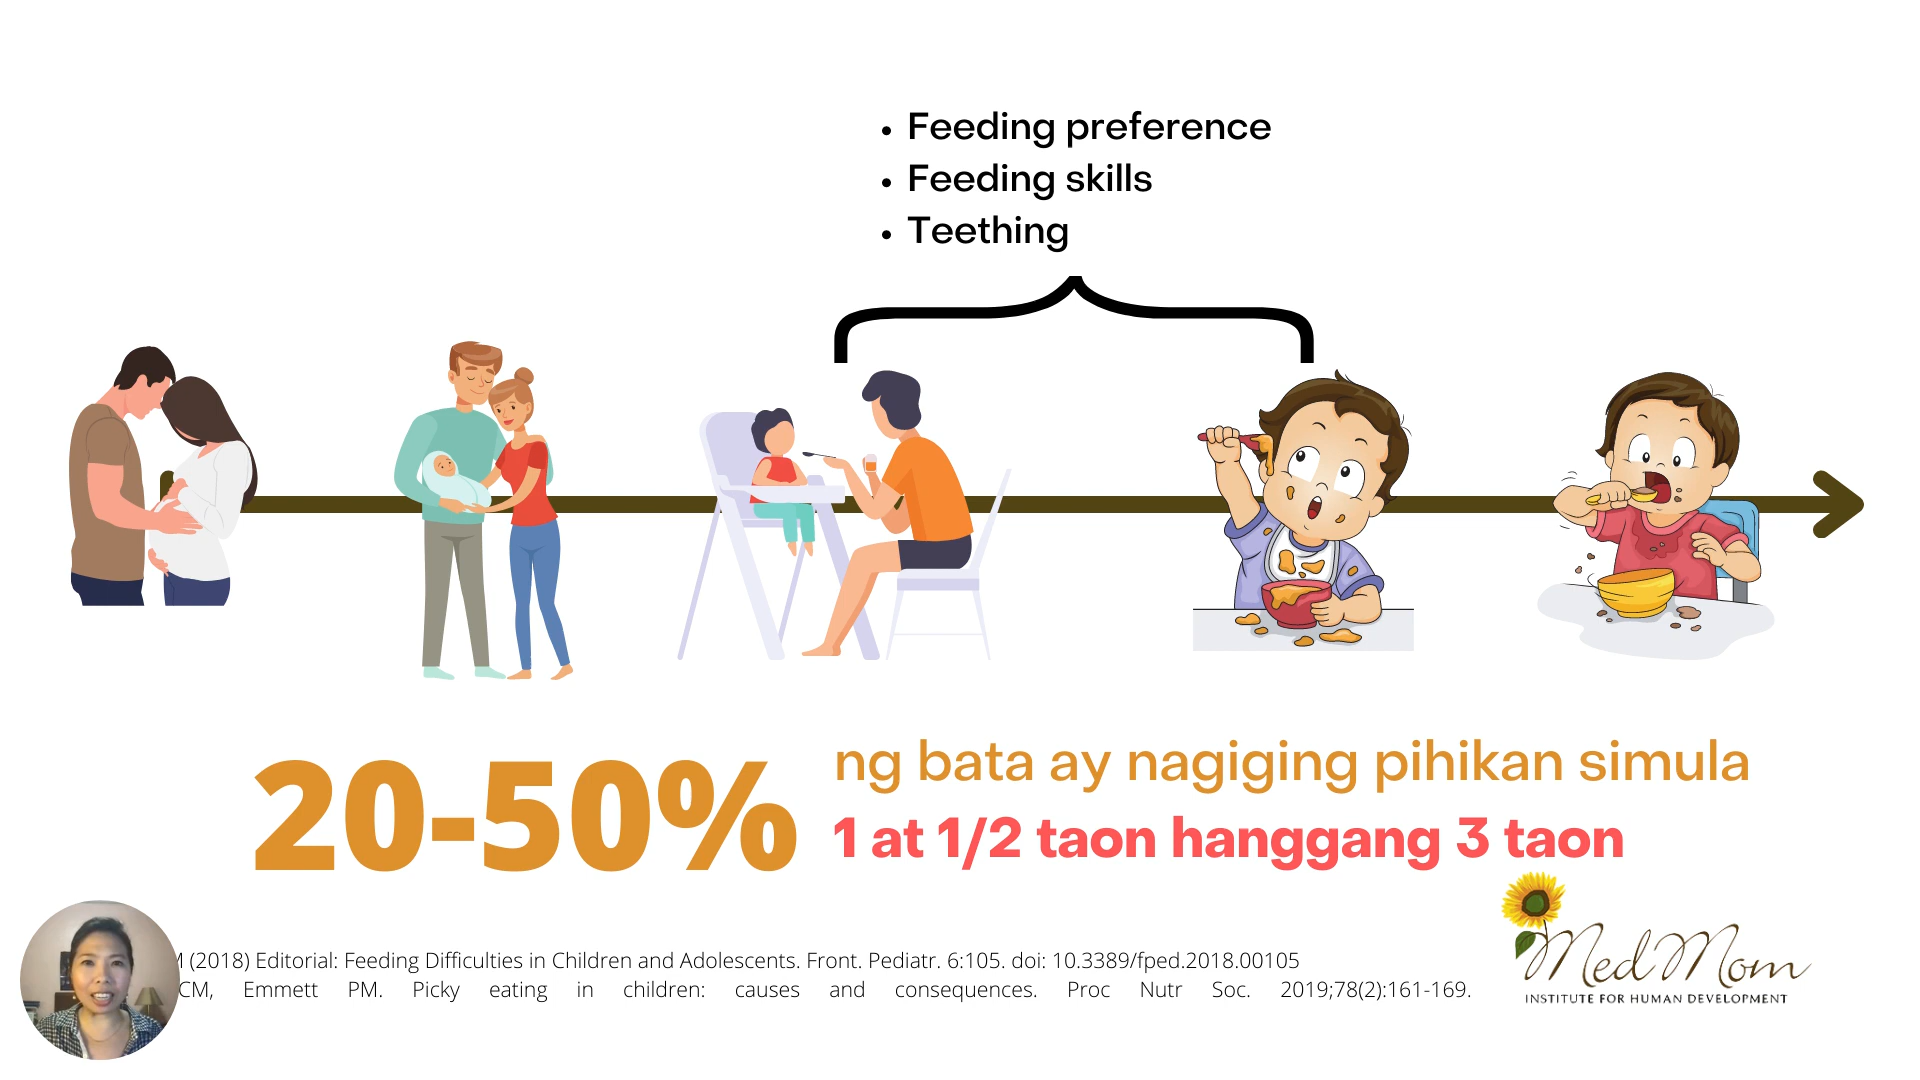 • Feeding preference
• Feeding skills
• Teething
20-50%
ng bata ay nagiging pihikan simula
1 at 1/2 taon hanggang 3 taon
(2018) Editorial: Feeding Difficulties in Children and Adolescents. Front. Pediatr. 6:105. doi: 10.3389/fped.2018.00105
CM, Emmett PM. Picky eating in children: causes and consequences. Proc Nutr Soc. 2019;78(2):161-169.
MedMom
INSTITUTE FOR HUMAN DEVELOPMENT